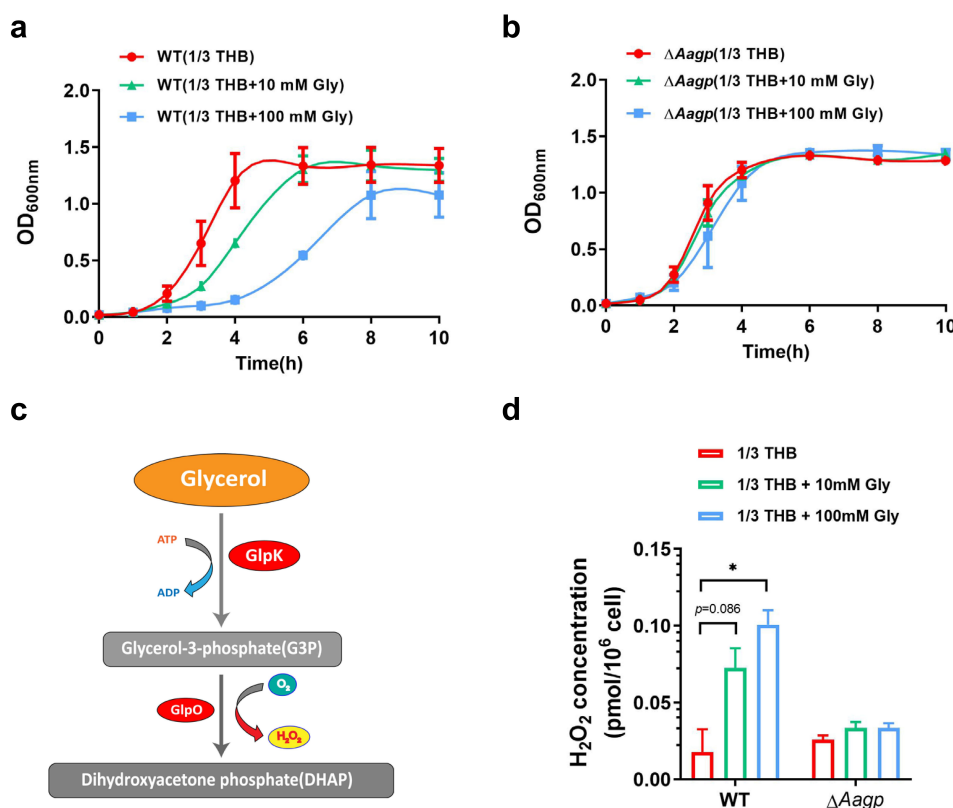 a
WT(1/3 THB)
WT(1/3 THB+10 mM Gly)
WT(1/3 THB+100 mM Gly)
2.0
1.5
1.0
0.5
0.0
OD600nm
0 2 4 6 8 10
Time(h)
b
ΔAagp(1/3 THB)
ΔAagp(1/3 THB+10 mM Gly)
ΔAagp(1/3 THB+100 mM Gly)
2.0
1.5
1.0
0.5
0.0
OD600nm
0 2 4 6 8 10
Time(h)
c
Glycerol
ATP
GlpK
ADP
Glycerol-3-phosphate(G3P)
O2
GlpO
H2O2
Dihydroxyacetone phosphate(DHAP)
d
1/3 THB
1/3 THB + 10mM Gly
1/3 THB + 100mM Gly
H2O2 concentration
(pmol/10^6 cell)
0.15
0.10
0.05
0.00
*
p=0.086
WT ΔAagp